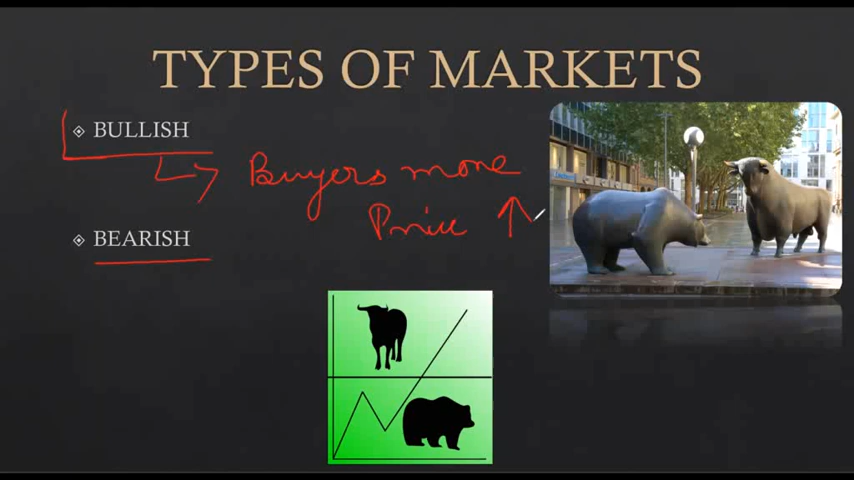 TYPES OF MARKETS
BULLISH
Buyers more
Price ↑
BEARISH